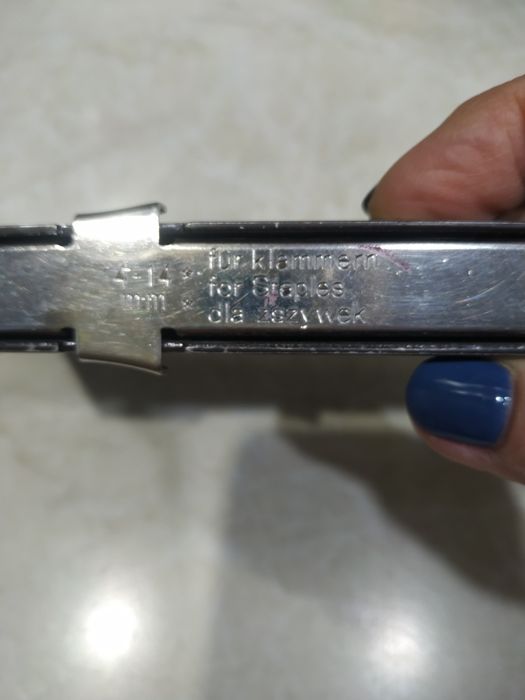 4-14 für klammern
mm for Staples
dla zszywek